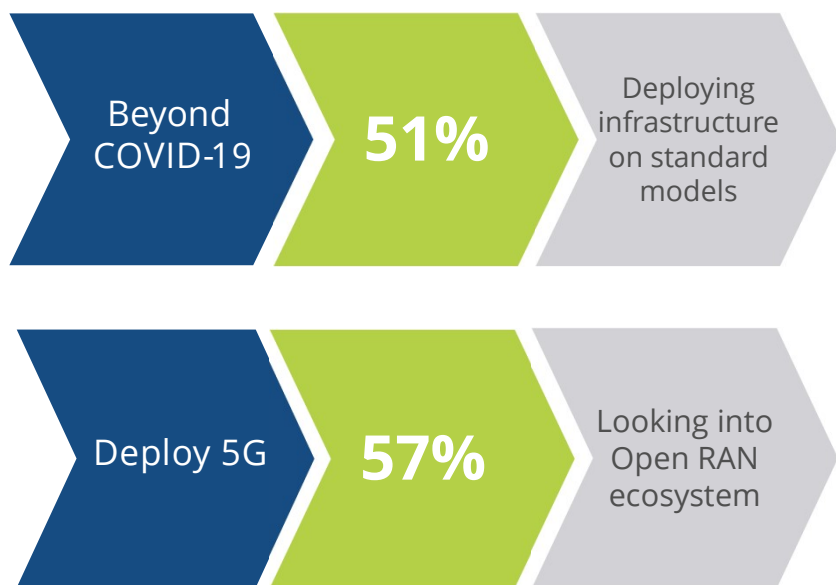 Beyond
COVID-19
51%
Deploying
infrastructure
on standard
models
Deploy 5G
57%
Looking into
Open RAN
ecosystem